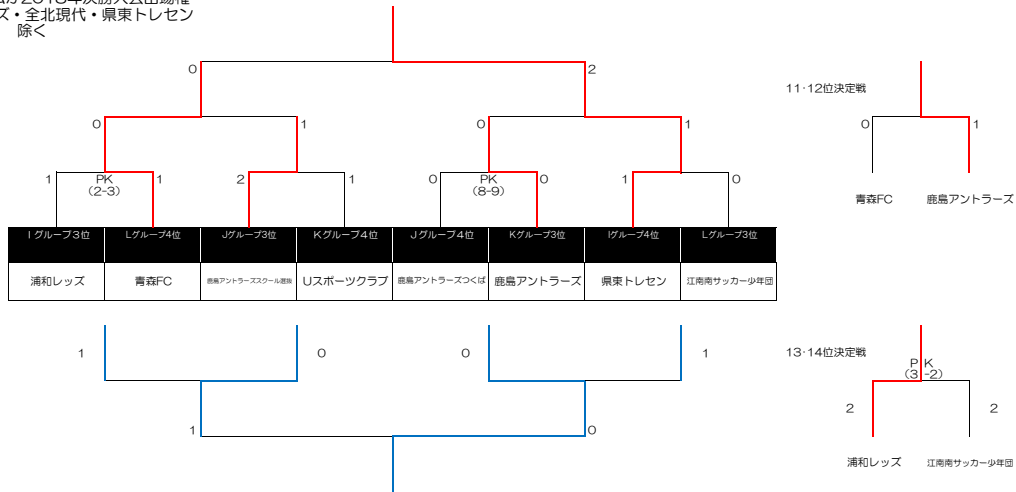 ズ・全北現代・県東トレセン
除く
0
2
11・12位決定戦
0 1 0 1
0 1
1 PK 1 2 1 0 PK 0 1 0
(2-3) (8-9)
青森FC 鹿島アントラーズ
Iグループ3位 Lグループ4位 Jグループ3位 Kグループ4位 Jグループ4位 Kグループ3位 Iグループ4位 Lグループ3位
浦和レッズ 青森FC 鹿島アントラーズスクール選抜 Uスポーツクラブ 鹿島アントラーズつくば 鹿島アントラーズ 県東トレセン 江南南サッカー少年団
1 0 0 1
13・14位決定戦
PK
(3-2)
2 2
1 0
浦和レッズ 江南南サッカー少年団